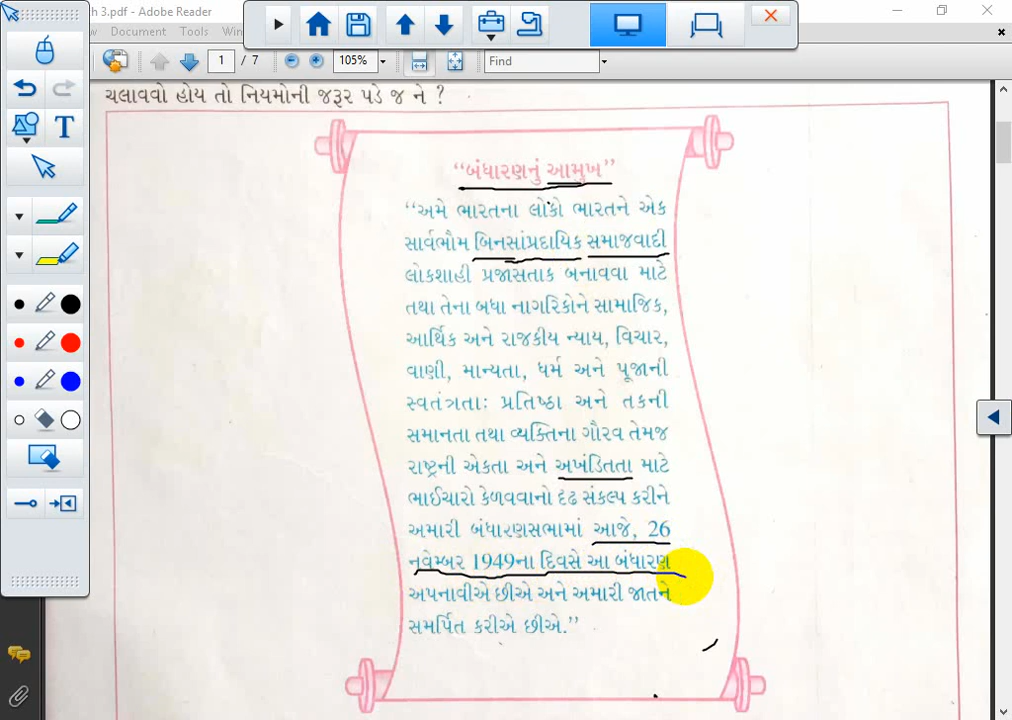 h 3.pdf - Adobe Reader
w Document Tools Win
1 / 7 105% Find
T
ચલાવવો હોય તો નિયમોની જરૂર પડે જ ને ?
“બંધારણનું આમુખ”
“અમે ભારતના લોકો ભારતને એક
સાર્વભૌમ બિનસાંપ્રદાયિક સમાજવાદી
લોકશાહી પ્રજાસતાક બનાવવા માટે
તથા તેના બધા નાગરિકોને સામાજિક,
આર્થિક અને રાજકીય ન્યાય, વિચાર,
વાણી, માન્યતા, ધર્મ અને પૂજાની
સ્વતંત્રતાઃ પ્રતિષ્ઠા અને તકની
સમાનતા તથા વ્યક્તિના ગૌરવ તેમજ
રાષ્ટ્રની એકતા અને અખંડિતતા માટે
ભાઈચારો કેળવવાનો દૃઢ સંકલ્પ કરીને
અમારી બંધારણસભામાં આજે, 26
નવેમ્બર 1949ના દિવસે આ બંધારણ
અપનાવીએ છીએ અને અમારી જાતને
સમર્પિત કરીએ છીએ.”